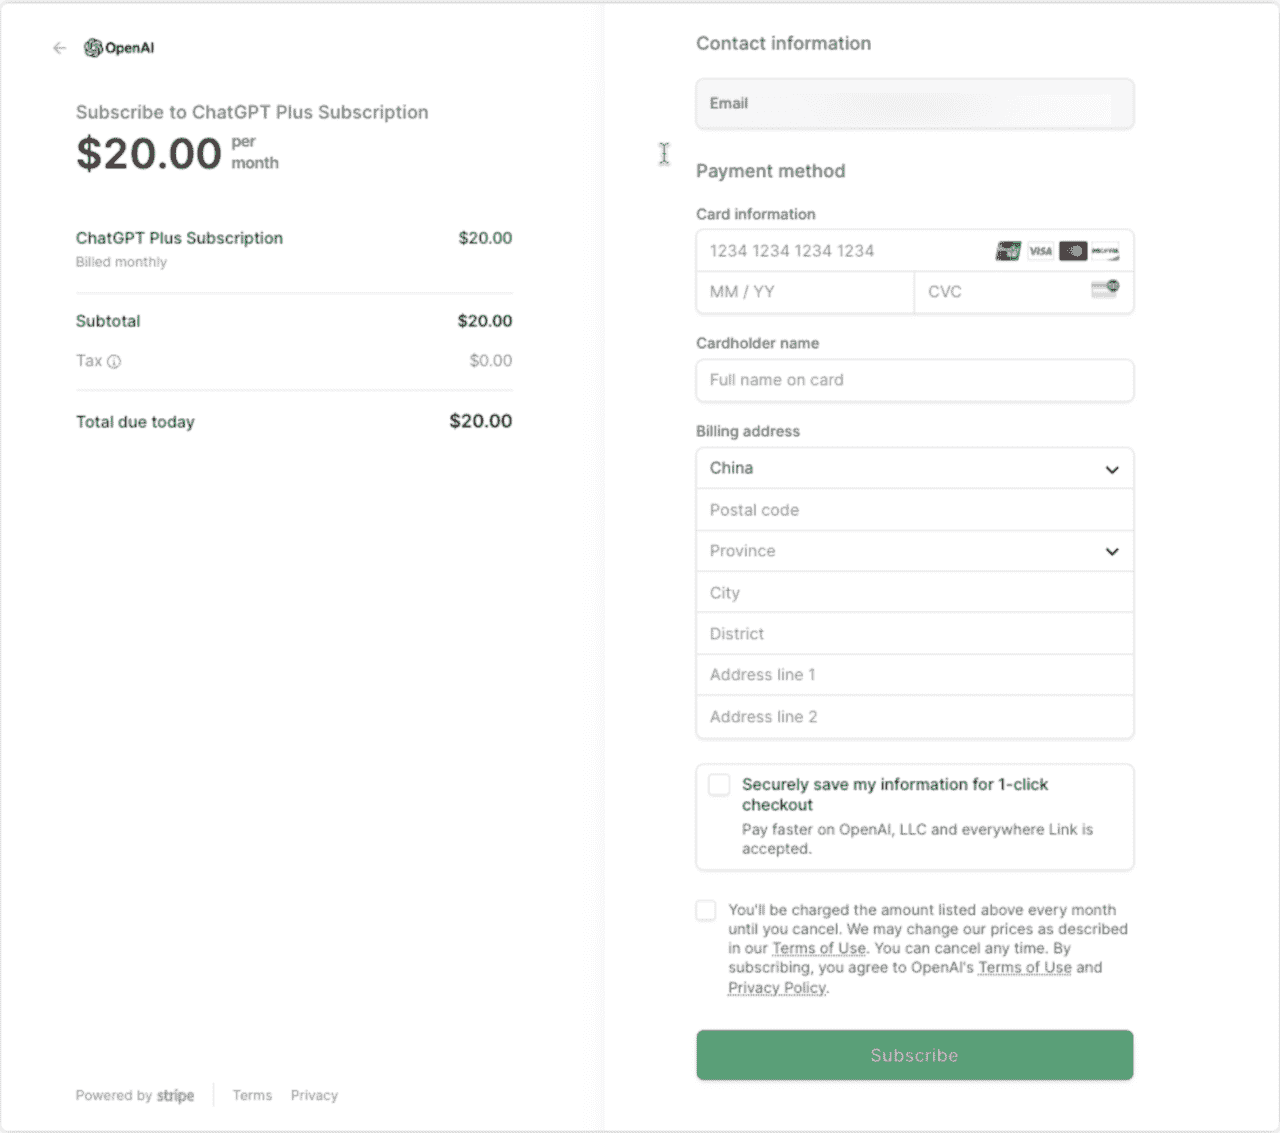 OpenAI
Subscribe to ChatGPT Plus Subscription
$20.00 per
month
ChatGPT Plus Subscription $20.00
Billed monthly
Subtotal $20.00
Tax $0.00
Total due today $20.00
Powered by stripe Terms Privacy
Contact information
Email
Payment method
Card information
1234 1234 1234 1234 VISA
MM / YY CVC
Cardholder name
Full name on card
Billing address
China
Postal code
Province
City
District
Address line 1
Address line 2
Securely save my information for 1-click
checkout
Pay faster on OpenAI, LLC and everywhere Link is
accepted.
You'll be charged the amount listed above every month
until you cancel. We may change our prices as described
in our Terms of Use. You can cancel any time. By
subscribing, you agree to OpenAI's Terms of Use and
Privacy Policy.
Subscribe